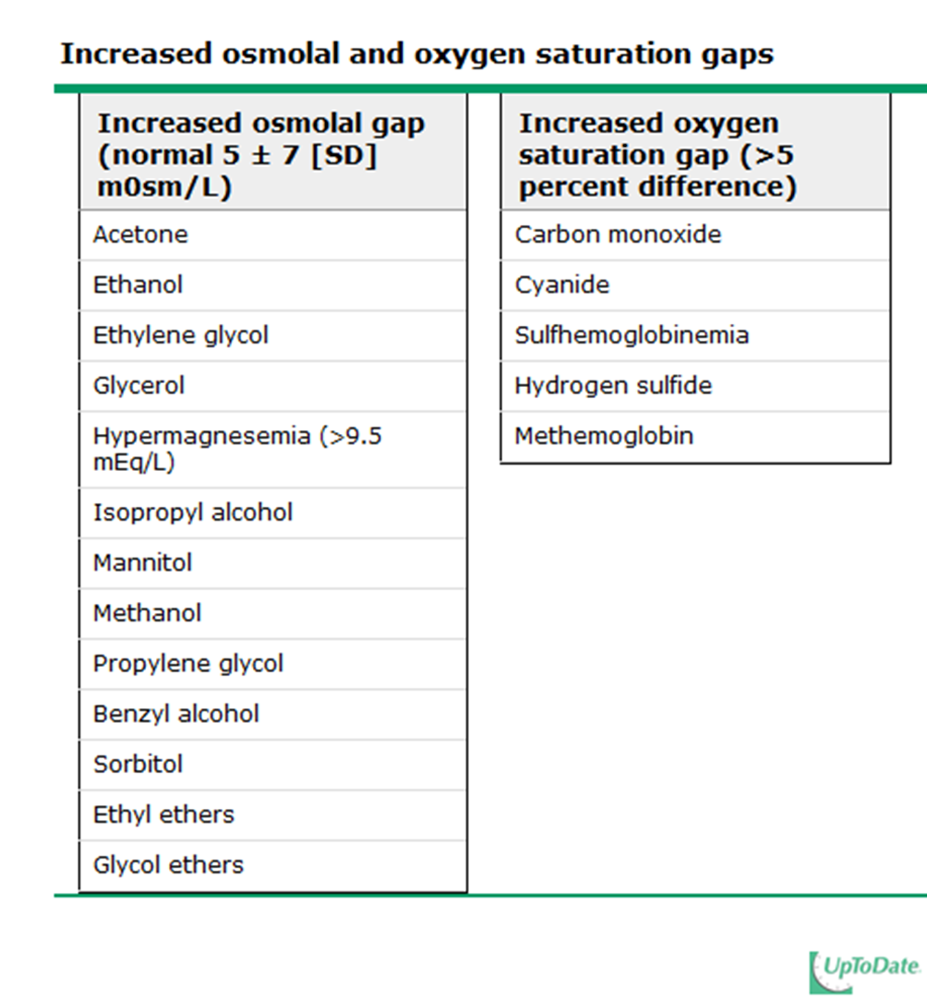 Increased osmolal and oxygen saturation gaps
Increased osmolal gap
(normal 5 ± 7 [SD]
m0sm/L)
Acetone
Ethanol
Ethylene glycol
Glycerol
Hypermagnesemia (>9.5
mEq/L)
Isopropyl alcohol
Mannitol
Methanol
Propylene glycol
Benzyl alcohol
Sorbitol
Ethyl ethers
Glycol ethers
Increased oxygen
saturation gap (>5
percent difference)
Carbon monoxide
Cyanide
Sulfhemoglobinemia
Hydrogen sulfide
Methemoglobin
UpToDate